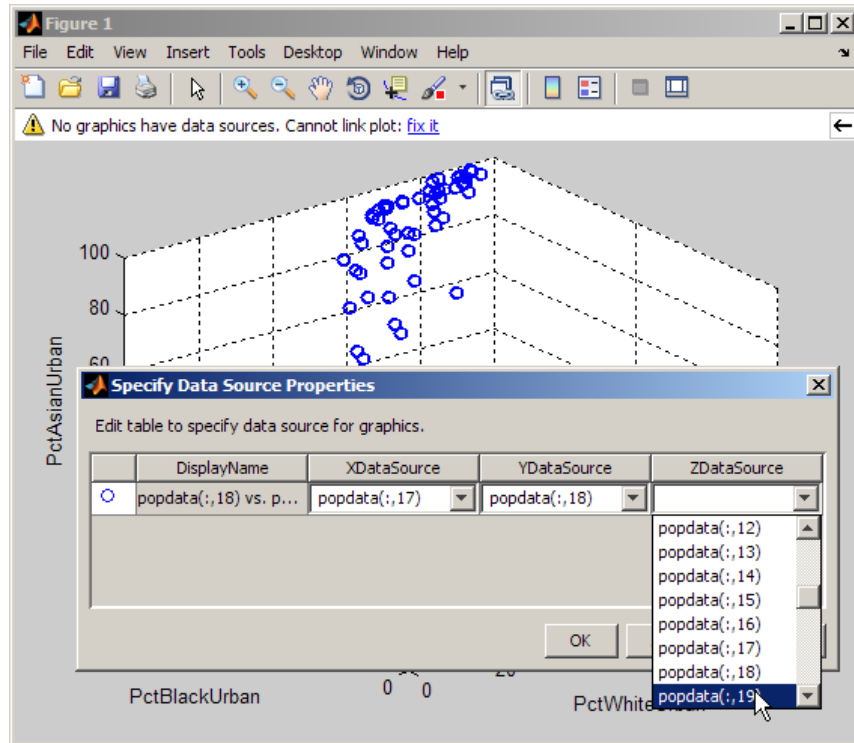 Figure 1
File Edit View Insert Tools Desktop Window Help
No graphics have data sources. Cannot link plot: fix it
100
80
60
PctAsianUrban
Specify Data Source Properties
Edit table to specify data source for graphics.
DisplayName XDataSource YDataSource ZDataSource
popdata(:,18) vs. p... popdata(:,17) popdata(:,18)
popdata(:,12)
popdata(:,13)
popdata(:,14)
popdata(:,15)
popdata(:,16)
popdata(:,17)
popdata(:,18)
popdata(:,19)
OK
20
0 0
PctBlackUrban